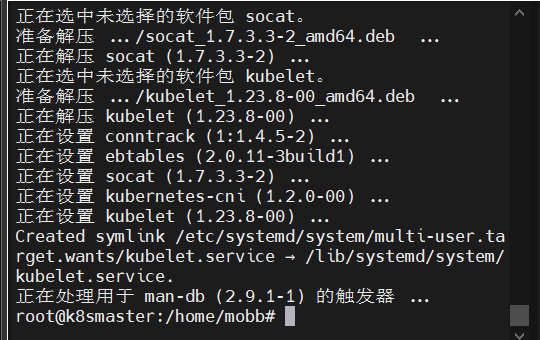 正在选中未选择的软件包 socat。
准备解压 .../socat_1.7.3.3-2_amd64.deb ...
正在解压 socat (1.7.3.3-2) ...
正在选中未选择的软件包 kubelet。
准备解压 .../kubelet_1.23.8-00_amd64.deb ...
正在解压 kubelet (1.23.8-00) ...
正在设置 conntrack (1:1.4.5-2) ...
正在设置 ebtables (2.0.11-3build1) ...
正在设置 socat (1.7.3.3-2) ...
正在设置 kubernetes-cni (1.2.0-00) ...
正在设置 kubelet (1.23.8-00) ...
Created symlink /etc/systemd/system/multi-user.ta
rget.wants/kubelet.service → /lib/systemd/system/
kubelet.service.
正在处理用于 man-db (2.9.1-1) 的触发器 ...
root@k8smaster:/home/mobb#